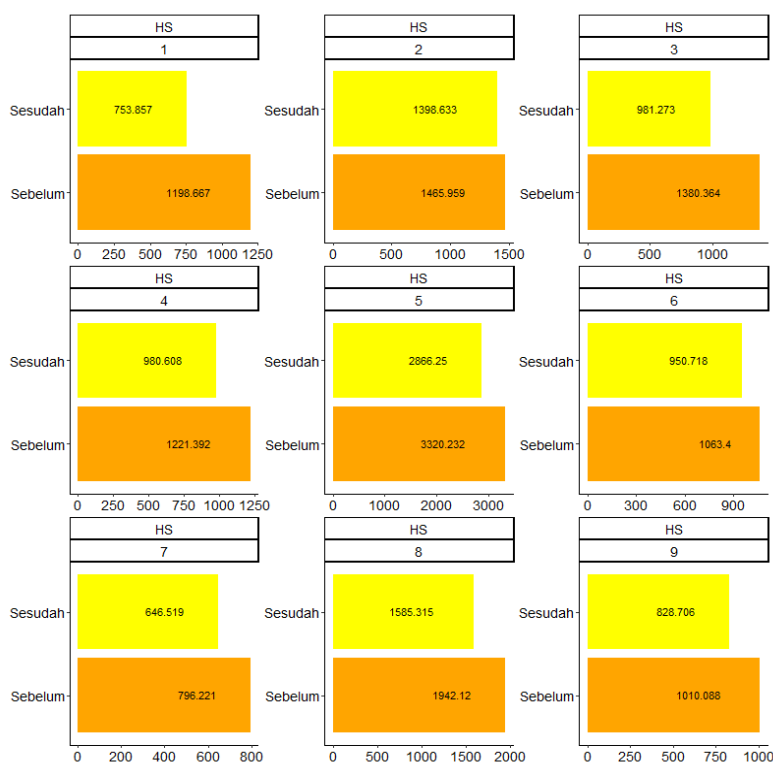 HS HS HS
1 2 3
Sesudah 753.857 Sesudah 1398.633 Sesudah 981.273
Sebelum 1198.667 Sebelum 1465.959 Sebelum 1380.364
0 250 500 750 1000 1250 0 500 1000 1500 0 500 1000
HS HS HS
4 5 6
Sesudah 980.608 Sesudah 2866.25 Sesudah 950.718
Sebelum 1221.392 Sebelum 3320.232 Sebelum 1063.4
0 250 500 750 1000 1250 0 1000 2000 3000 0 300 600 900
HS HS HS
7 8 9
Sesudah 646.519 Sesudah 1585.315 Sesudah 828.706
Sebelum 796.221 Sebelum 1942.12 Sebelum 1010.088
0 200 400 600 800 0 500 1000 1500 2000 0 250 500 750 1000